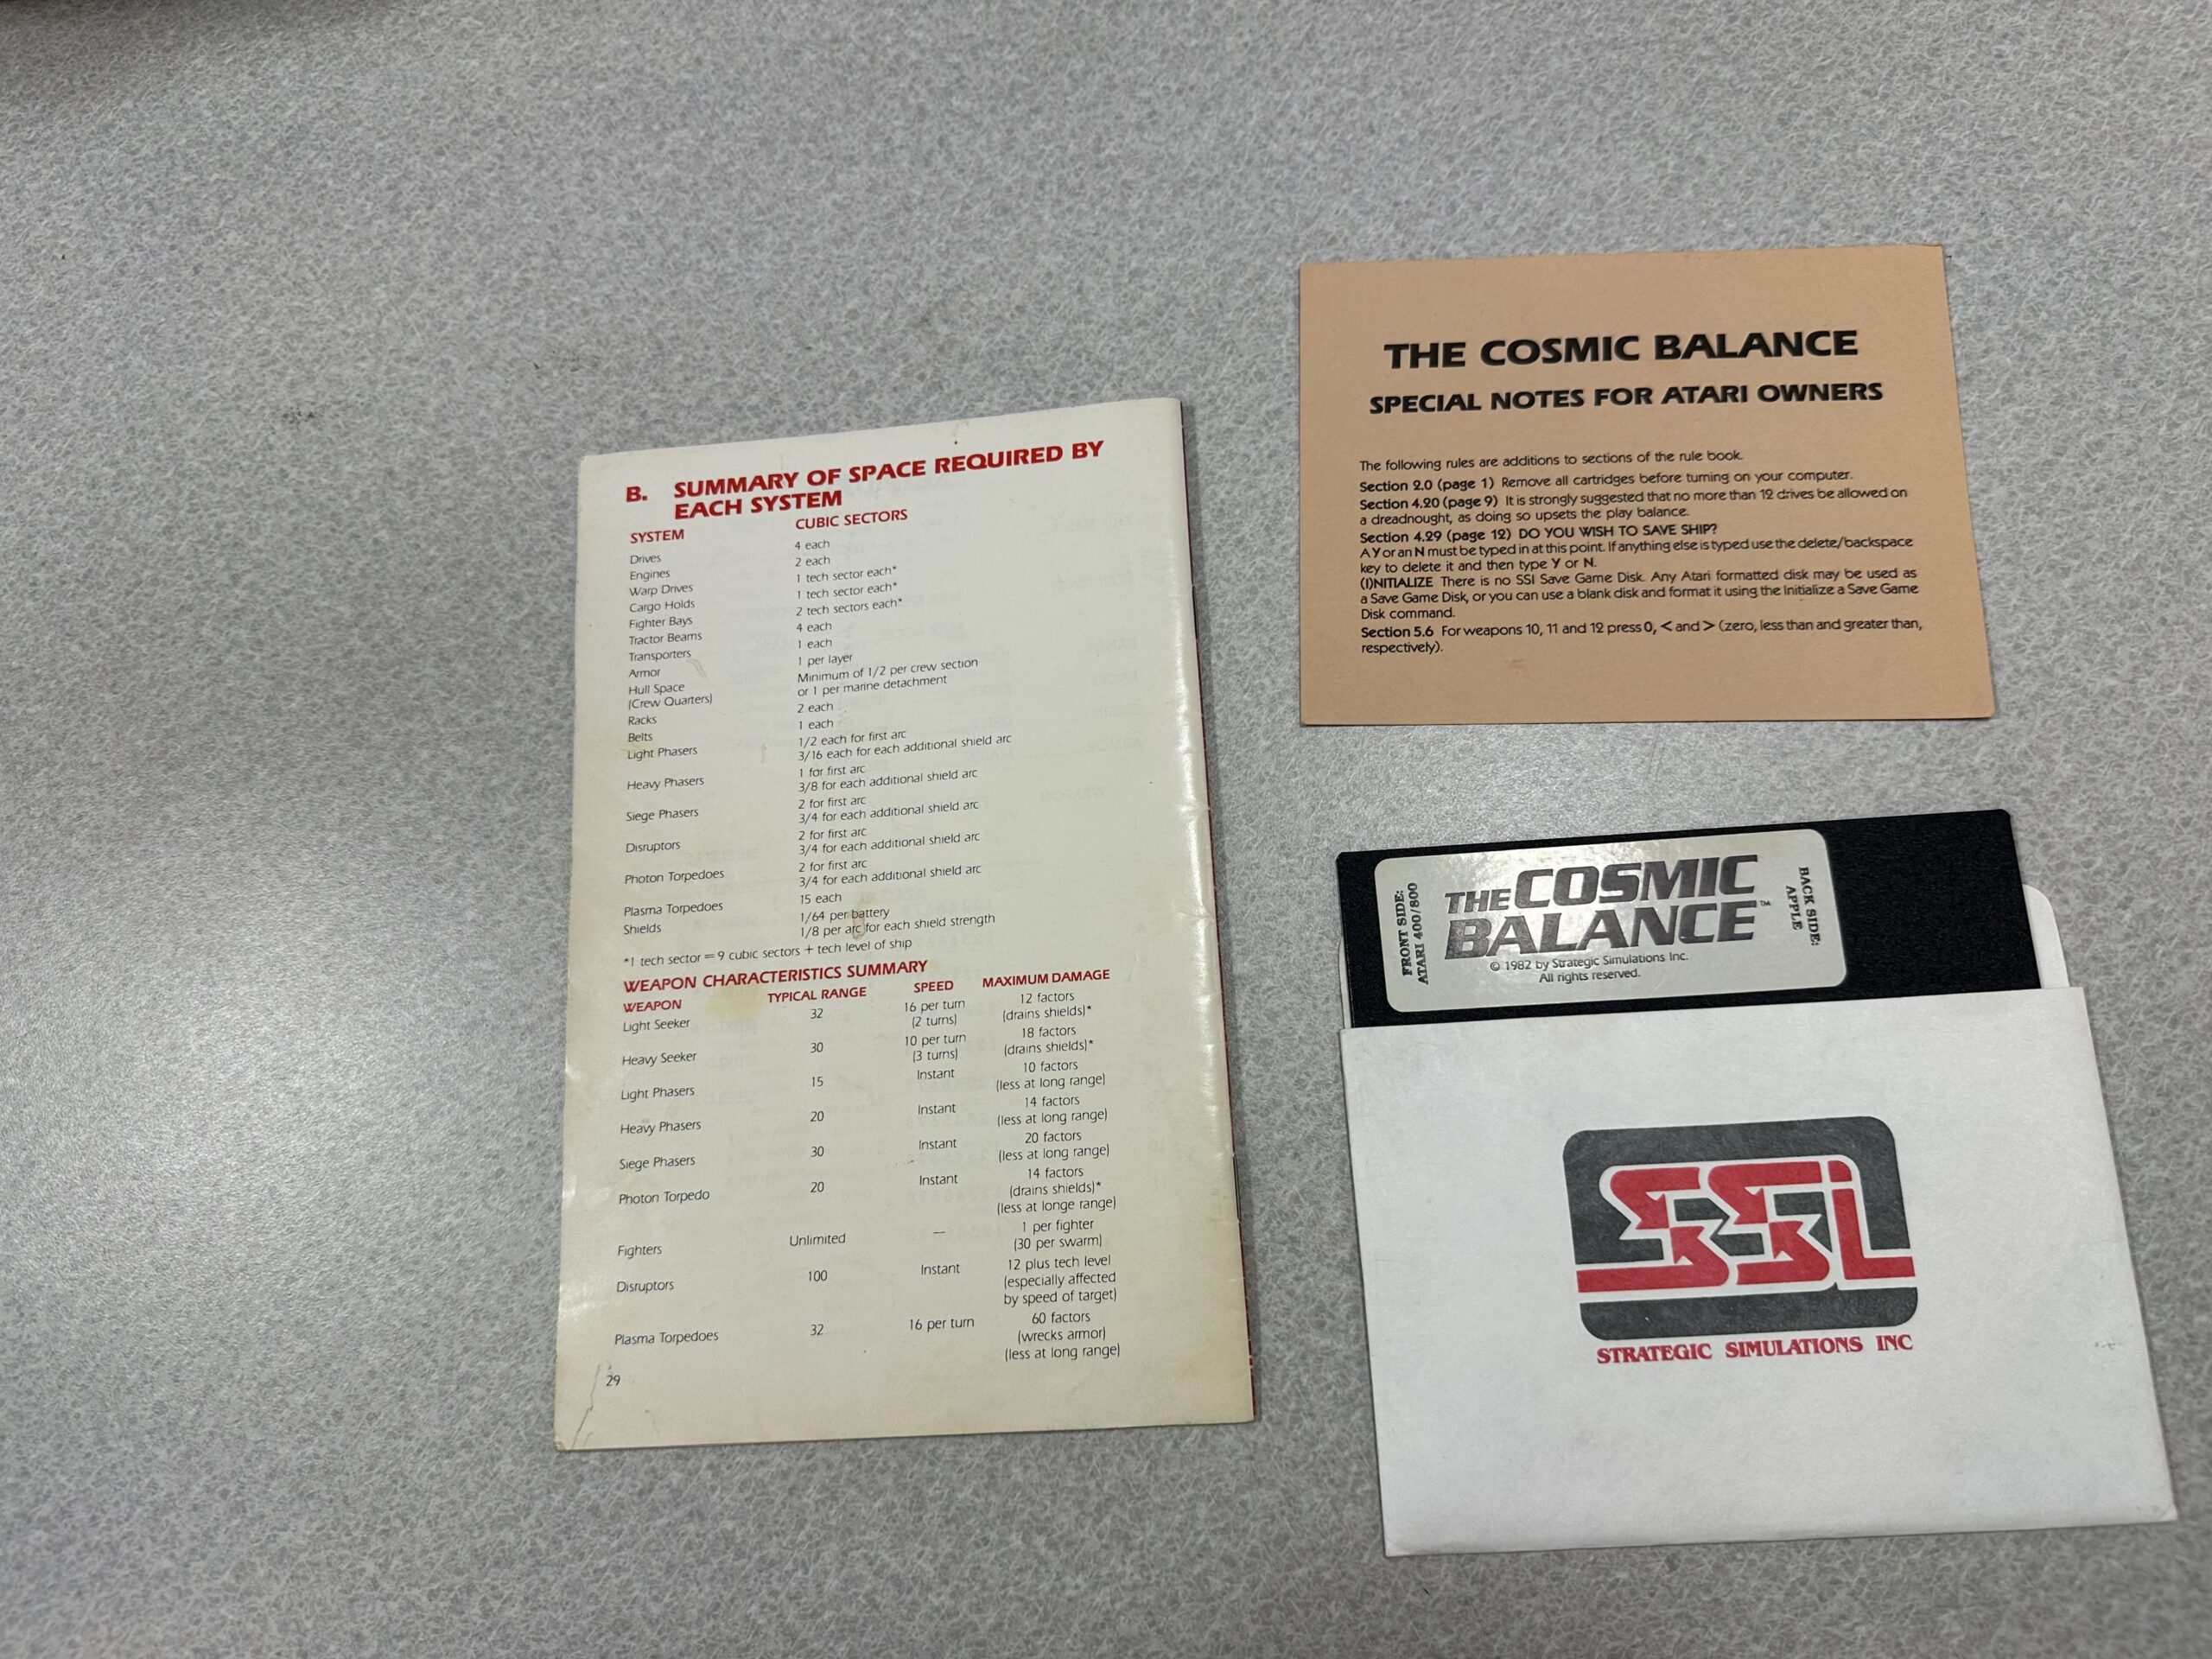 B. SUMMARY OF SPACE REQUIRED BY
EACH SYSTEM
SYSTEM CUBIC SECTORS
Drives 4 each
Engines 2 each
Warp Drives 1 tech sector each*
Cargo Holds 1 tech sector each*
Fighter Bays 2 tech sectors each*
Tractor Beams 4 each
Transporters 1 each
Armor 1 per layer
Hull Space Minimum of 1/2 per crew section
(Crew Quarters) or 1 per marine detachment
Racks 2 each
Belts 1 each
Light Phasers 1/2 each for first arc
3/16 each for each additional shield arc
Heavy Phasers 1 for first arc
3/8 for each additional shield arc
Siege Phasers 2 for first arc
3/4 for each additional shield arc
Disruptors 2 for first arc
3/4 for each additional shield arc
Photon Torpedoes 2 for first arc
3/4 for each additional shield arc
Plasma Torpedoes 15 each
Shields 1/64 per battery
1/8 per arc for each shield strength
*1 tech sector = 9 cubic sectors + tech level of ship
WEAPON CHARACTERISTICS SUMMARY
WEAPON TYPICAL RANGE SPEED MAXIMUM DAMAGE
Light Seeker 32 16 per turn 12 factors
(2 turns) (drains shields)*
Heavy Seeker 30 10 per turn 18 factors
(3 turns) (drains shields)*
Light Phasers 15 Instant 10 factors
(less at long range)
Heavy Phasers 20 Instant 14 factors
(less at long range)
Siege Phasers 30 Instant 20 factors
(less at long range)
Photon Torpedo 20 Instant 14 factors
(drains shields)*
(less at longe range)
Fighters Unlimited — 1 per fighter
(30 per swarm)
Disruptors 100 Instant 12 plus tech level
(especially affected
by speed of target)
Plasma Torpedoes 32 16 per turn 60 factors
(wrecks armor)
(less at long range)
29
THE COSMIC BALANCE
SPECIAL NOTES FOR ATARI OWNERS
The following rules are additions to sections of the rule book.
Section 2.0 (page 1) Remove all cartridges before turning on your computer.
Section 4.20 (page 9) It is strongly suggested that no more than 12 drives be allowed on
a dreadnought, as doing so upsets the play balance.
Section 4.29 (page 12) DO YOU WISH TO SAVE SHIP?
A Y or an N must be typed in at this point. If anything else is typed use the delete/backspace
key to delete it and then type Y or N.
(I)NITIALIZE There is no SSI Save Game Disk. Any Atari formatted disk may be used as
a Save Game Disk, or you can use a blank disk and format it using the Initialize a Save Game
Disk command.
Section 5.6 For weapons 10, 11 and 12 press 0, < and > (zero, less than and greater than,
respectively).
FRONT SIDE:
ATARI 400/800
THE COSMIC
BALANCE™
© 1982 by Strategic Simulations Inc.
All rights reserved.
BACK SIDE:
APPLE
SSI
STRATEGIC SIMULATIONS INC